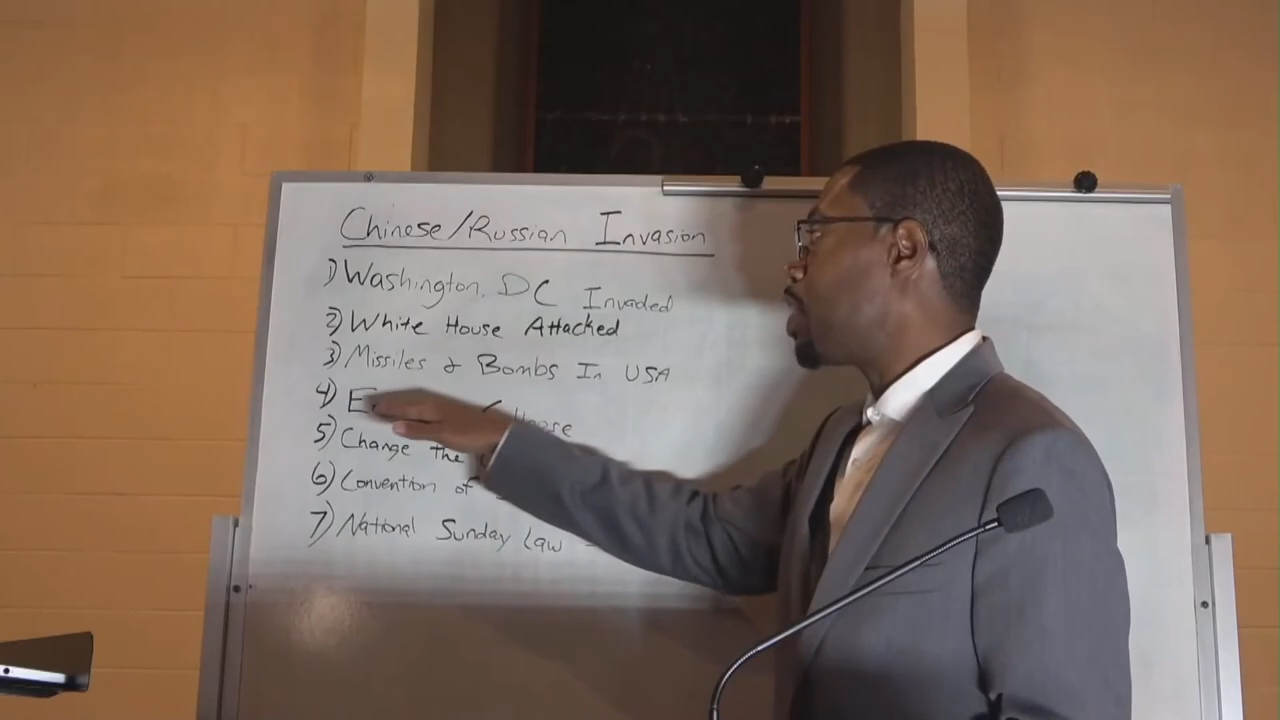 Chinese/Russian Invasion
1) Washington, DC Invaded
2) White House Attacked
3) Missiles & Bombs In USA
4)
5) Change the
6) Convention of
7) National Sunday Law